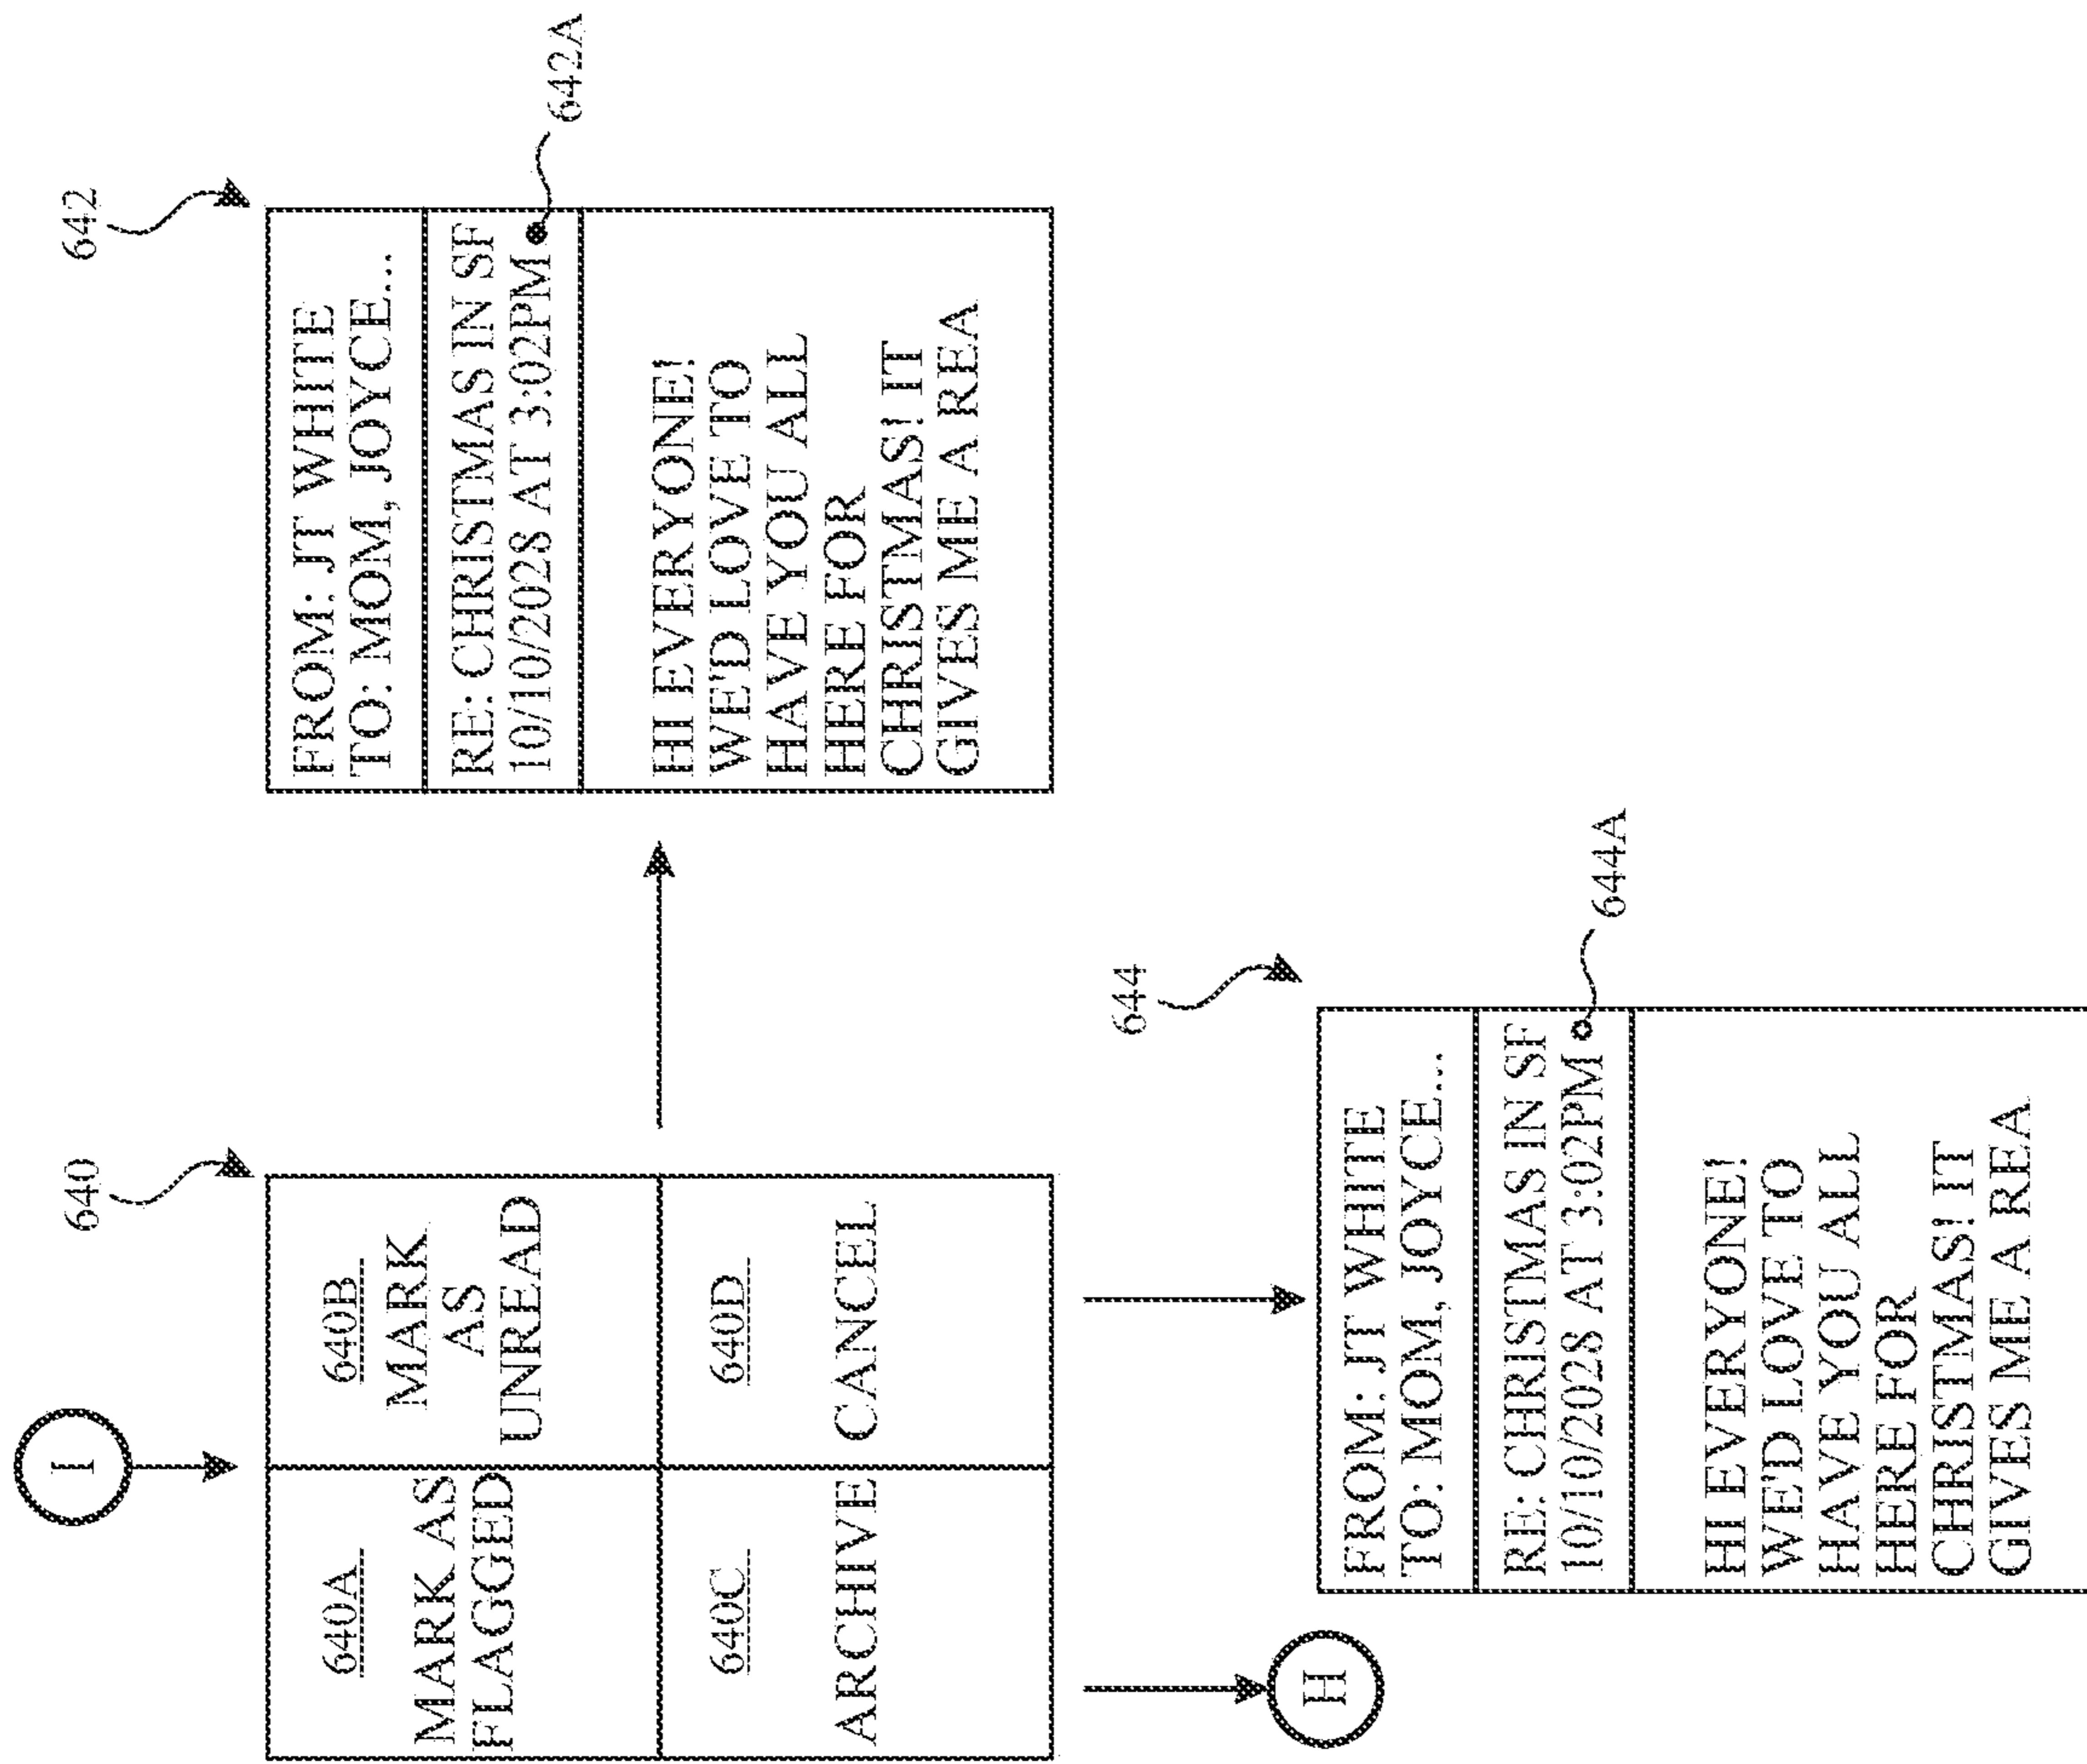 I
640
640A
MARK AS
FLAGGED
640B
MARK
AS
UNREAD
640C
ARCHIVE
640D
CANCEL
642
FROM: JT WHITE
TO: MOM, JOYCE...
RE: CHRISTMAS IN SF
10/10/2028 AT 3:02PM
642A
HI EVERYONE!
WE'D LOVE TO
HAVE YOU ALL
HERE FOR
CHRISTMAS! IT
GIVES ME A REA
H
644
FROM: JT WHITE
TO: MOM, JOYCE...
RE: CHRISTMAS IN SF
10/10/2028 AT 3:02PM
644A
HI EVERYONE!
WE'D LOVE TO
HAVE YOU ALL
HERE FOR
CHRISTMAS! IT
GIVES ME A REA